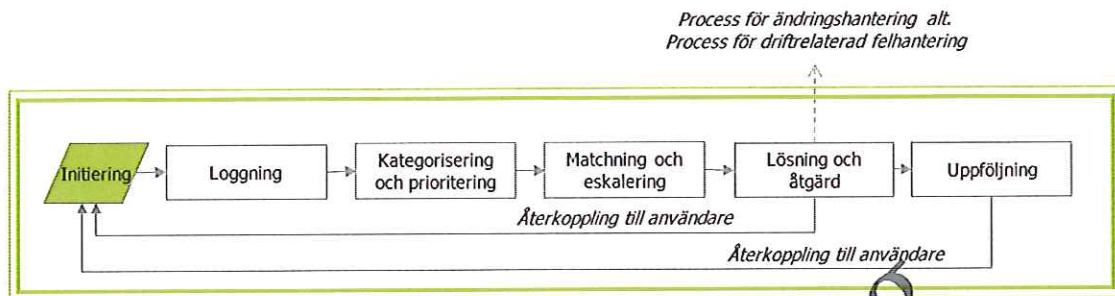 Process för ändringshantering alt.
Process för driftrelaterad felhantering
Initiering
Loggning
Kategorisering
och prioritering
Matchning och
eskalering
Lösning och
åtgärd
Uppföljning
Återkoppling till användare
Återkoppling till användare